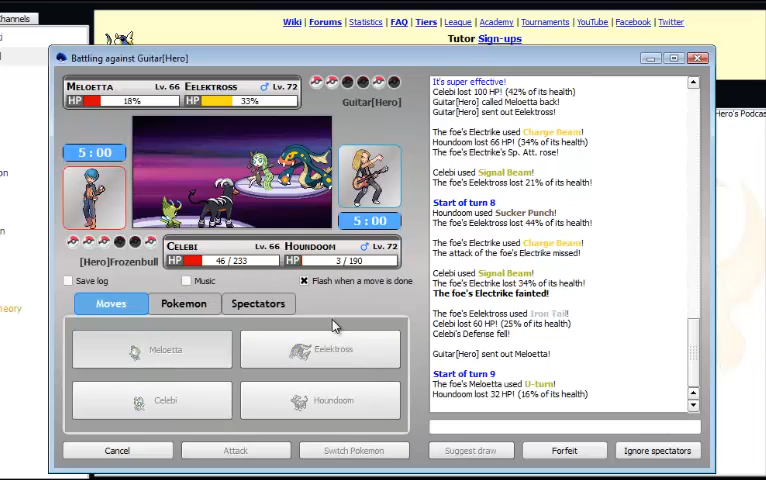 Channels
Wiki | Forums | Statistics | FAQ | Tiers | League | Academy | Tournaments | YouTube | Facebook | Twitter
Tutor Sign-ups
Battling against Guitar[Hero]
Meloetta Lv. 66 Eelektross Lv. 72
HP 18% HP 33%
Guitar[Hero]
5:00
5:00
Celebi Lv. 66 Houndoom Lv. 72
HP 46 / 233 HP 3 / 190
[Hero]Frozenbull
Save log Music Flash when a move is done
Moves Pokemon Spectators
Meloetta Eelektross
Celebi Houndoom
Cancel Attack Switch Pokemon
It's super effective!
Celebi lost 100 HP! (42% of its health)
Guitar[Hero] called Meloetta back!
Guitar[Hero] sent out Eelektross!
The foe's Electrike used Charge Beam!
Houndoom lost 66 HP! (34% of its health)
The foe's Electrike's Sp. Att. rose!
Celebi used Signal Beam!
The foe's Eelektross lost 21% of its health!
Start of turn 8
Houndoom used Sucker Punch!
The foe's Eelektross lost 44% of its health!
The foe's Electrike used Charge Beam!
The attack of the foe's Electrike missed!
Celebi used Signal Beam!
The foe's Electrike lost 34% of its health!
The foe's Electrike fainted!
The foe's Eelektross used Iron Tail!
Celebi lost 60 HP! (25% of its health)
Celebi's Defense fell!
Guitar[Hero] sent out Meloetta!
Start of turn 9
The foe's Meloetta used U-turn!
Houndoom lost 32 HP! (16% of its health)
Suggest draw Forfeit Ignore spectators
Hero's Podcas
heory